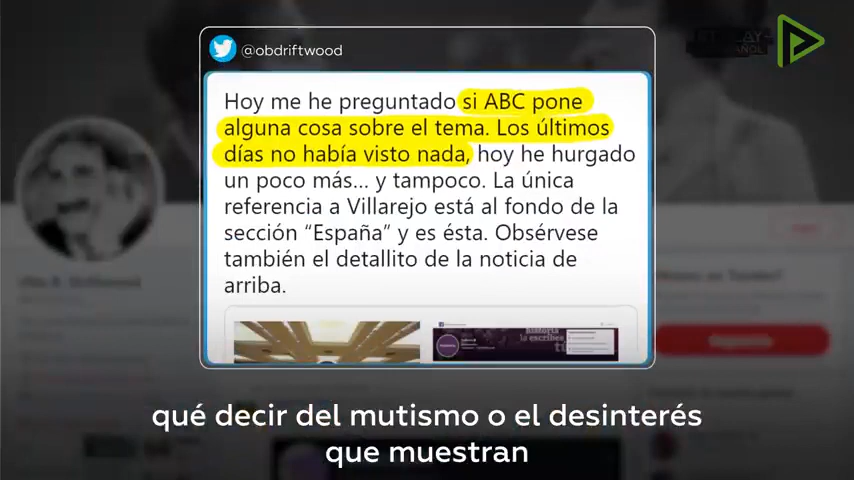 @obdriftwood
Hoy me he preguntado si ABC pone
alguna cosa sobre el tema. Los últimos
días no había visto nada, hoy he hurgado
un poco más... y tampoco. La única
referencia a Villarejo está al fondo de la
sección “España” y es ésta. Obsérvese
también el detallito de la noticia de
arriba.
historia
la escribes
qué decir del mutismo o el desinterés
que muestran